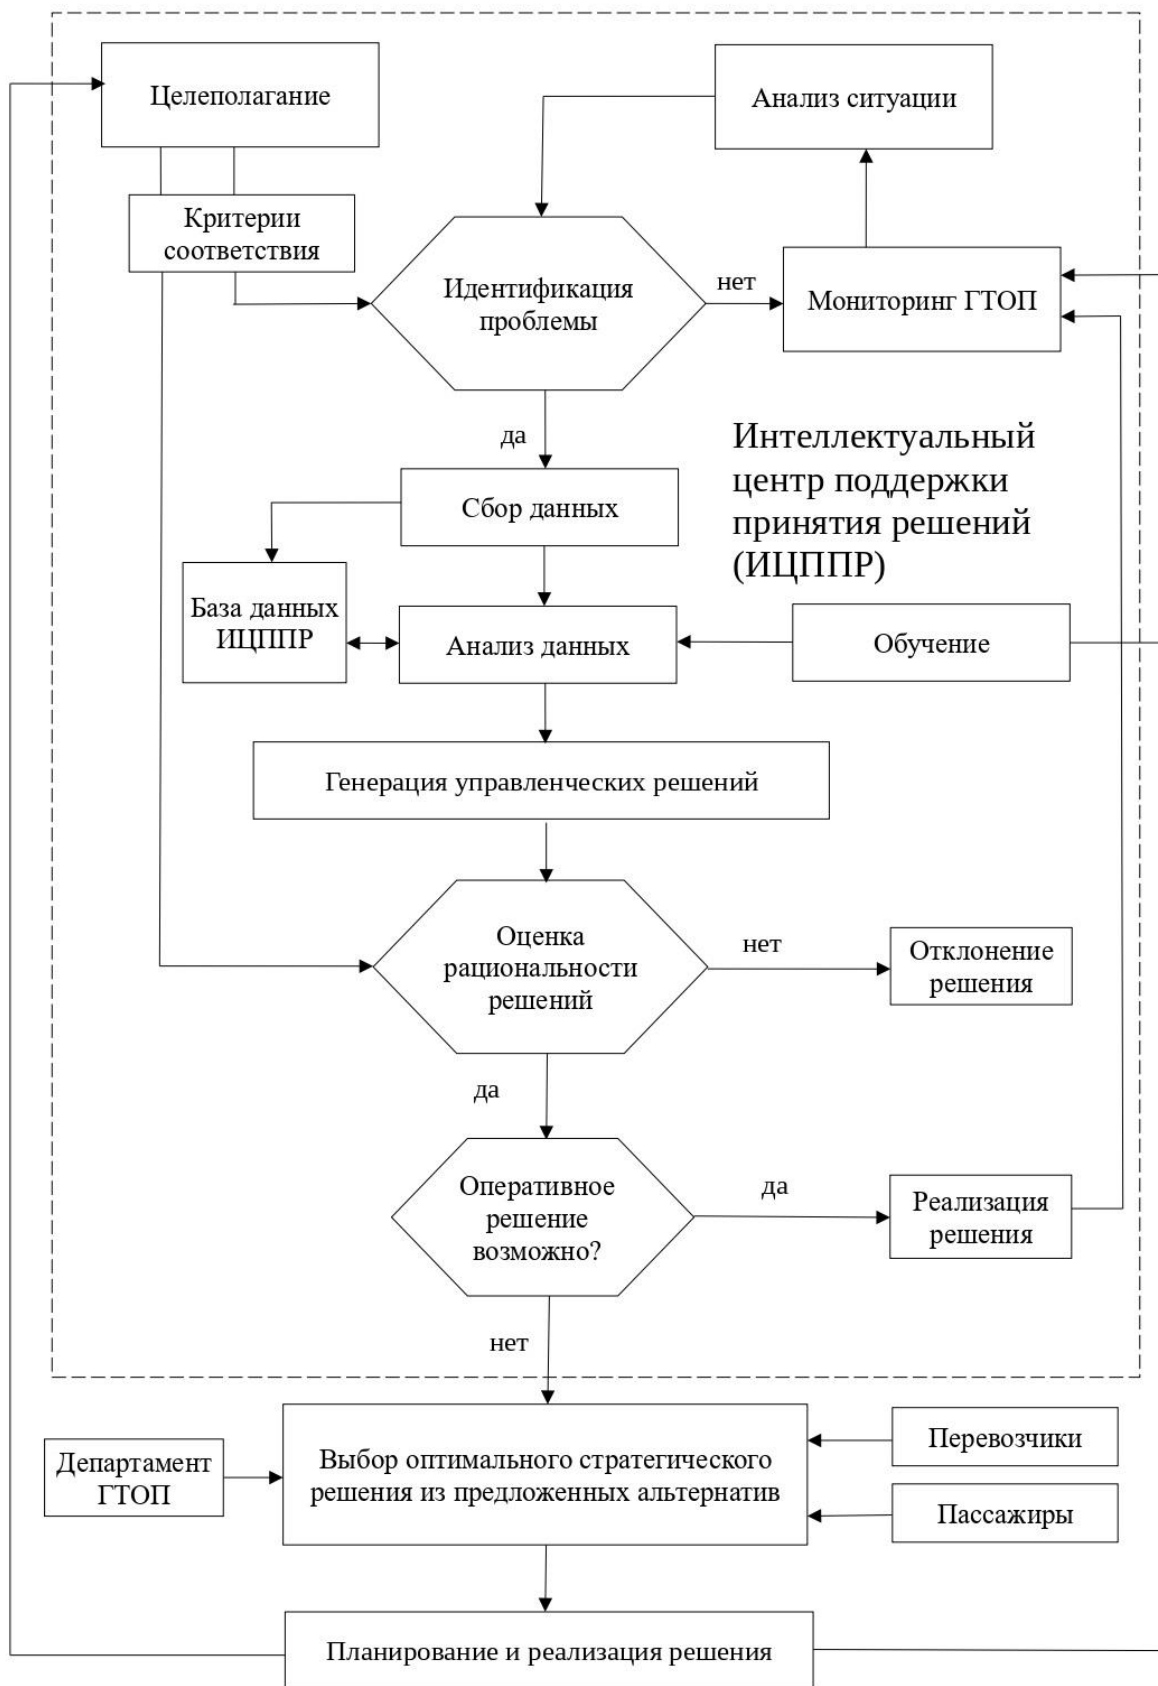 Целеполагание
Анализ ситуации
Критерии
соответствия
Идентификация
проблемы
нет
Мониторинг ГТОП
да
Интеллектуальный
центр поддержки
принятия решений
(ИЦППР)
Сбор данных
База данных
ИЦППР
Анализ данных
Обучение
Генерация управленческих решений
Оценка
рациональности
решений
нет
Отклонение
решения
да
Оперативное
решение
возможно?
да
Реализация
решения
нет
Департамент
ГТОП
Выбор оптимального стратегического
решения из предложенных альтернатив
Перевозчики
Пассажиры
Планирование и реализация решения